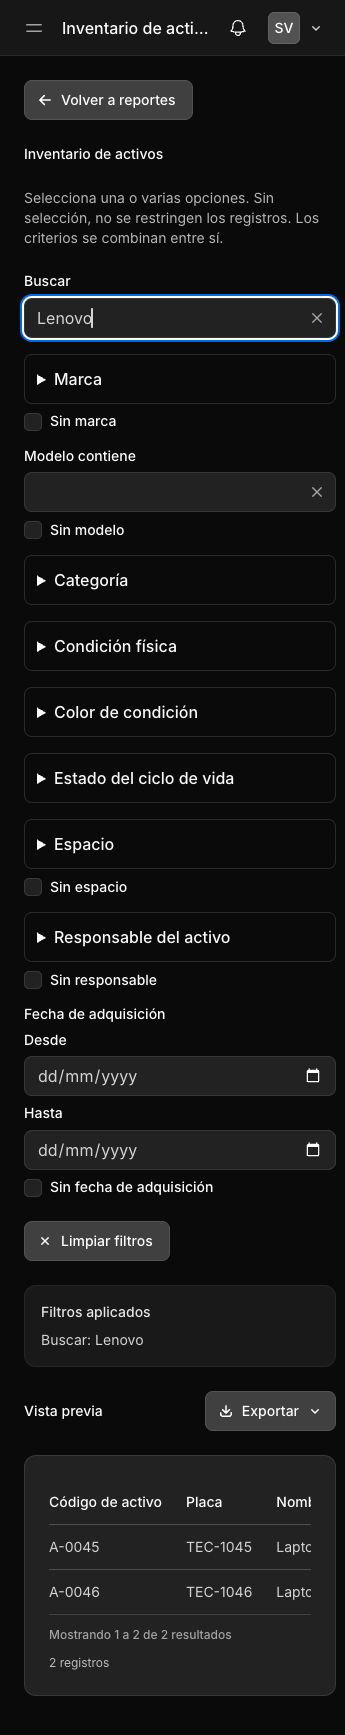 Inventario de acti...
SV
Volver a reportes
Inventario de activos
Selecciona una o varias opciones. Sin
selección, no se restringen los registros. Los
criterios se combinan entre sí.
Buscar
Lenovo
Marca
Sin marca
Modelo contiene
Sin modelo
Categoría
Condición física
Color de condición
Estado del ciclo de vida
Espacio
Sin espacio
Responsable del activo
Sin responsable
Fecha de adquisición
Desde
dd/mm/yyyy
Hasta
dd/mm/yyyy
Sin fecha de adquisición
Limpiar filtros
Filtros aplicados
Buscar: Lenovo
Vista previa
Exportar
Código de activo Placa Nomb
A-0045 TEC-1045 Lapto
A-0046 TEC-1046 Lapto
Mostrando 1 a 2 de 2 resultados
2 registros